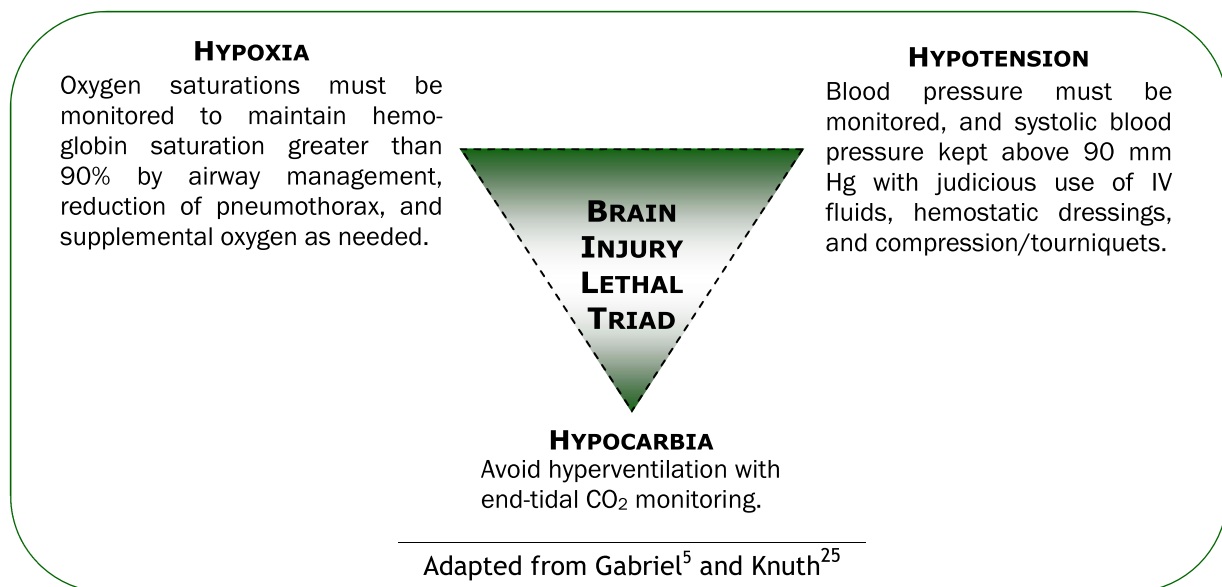 HYPOXIA
Oxygen saturations must be
monitored to maintain hemo-
globin saturation greater than
90% by airway management,
reduction of pneumothorax, and
supplemental oxygen as needed.
HYPOTENSION
Blood pressure must be
monitored, and systolic blood
pressure kept above 90 mm
Hg with judicious use of IV
fluids, hemostatic dressings,
and compression/tourniquets.
BRAIN
INJURY
LETHAL
TRIAD
HYPOCARBIA
Avoid hyperventilation with
end-tidal CO₂ monitoring.
Adapted from Gabriel⁵ and Knuth²⁵